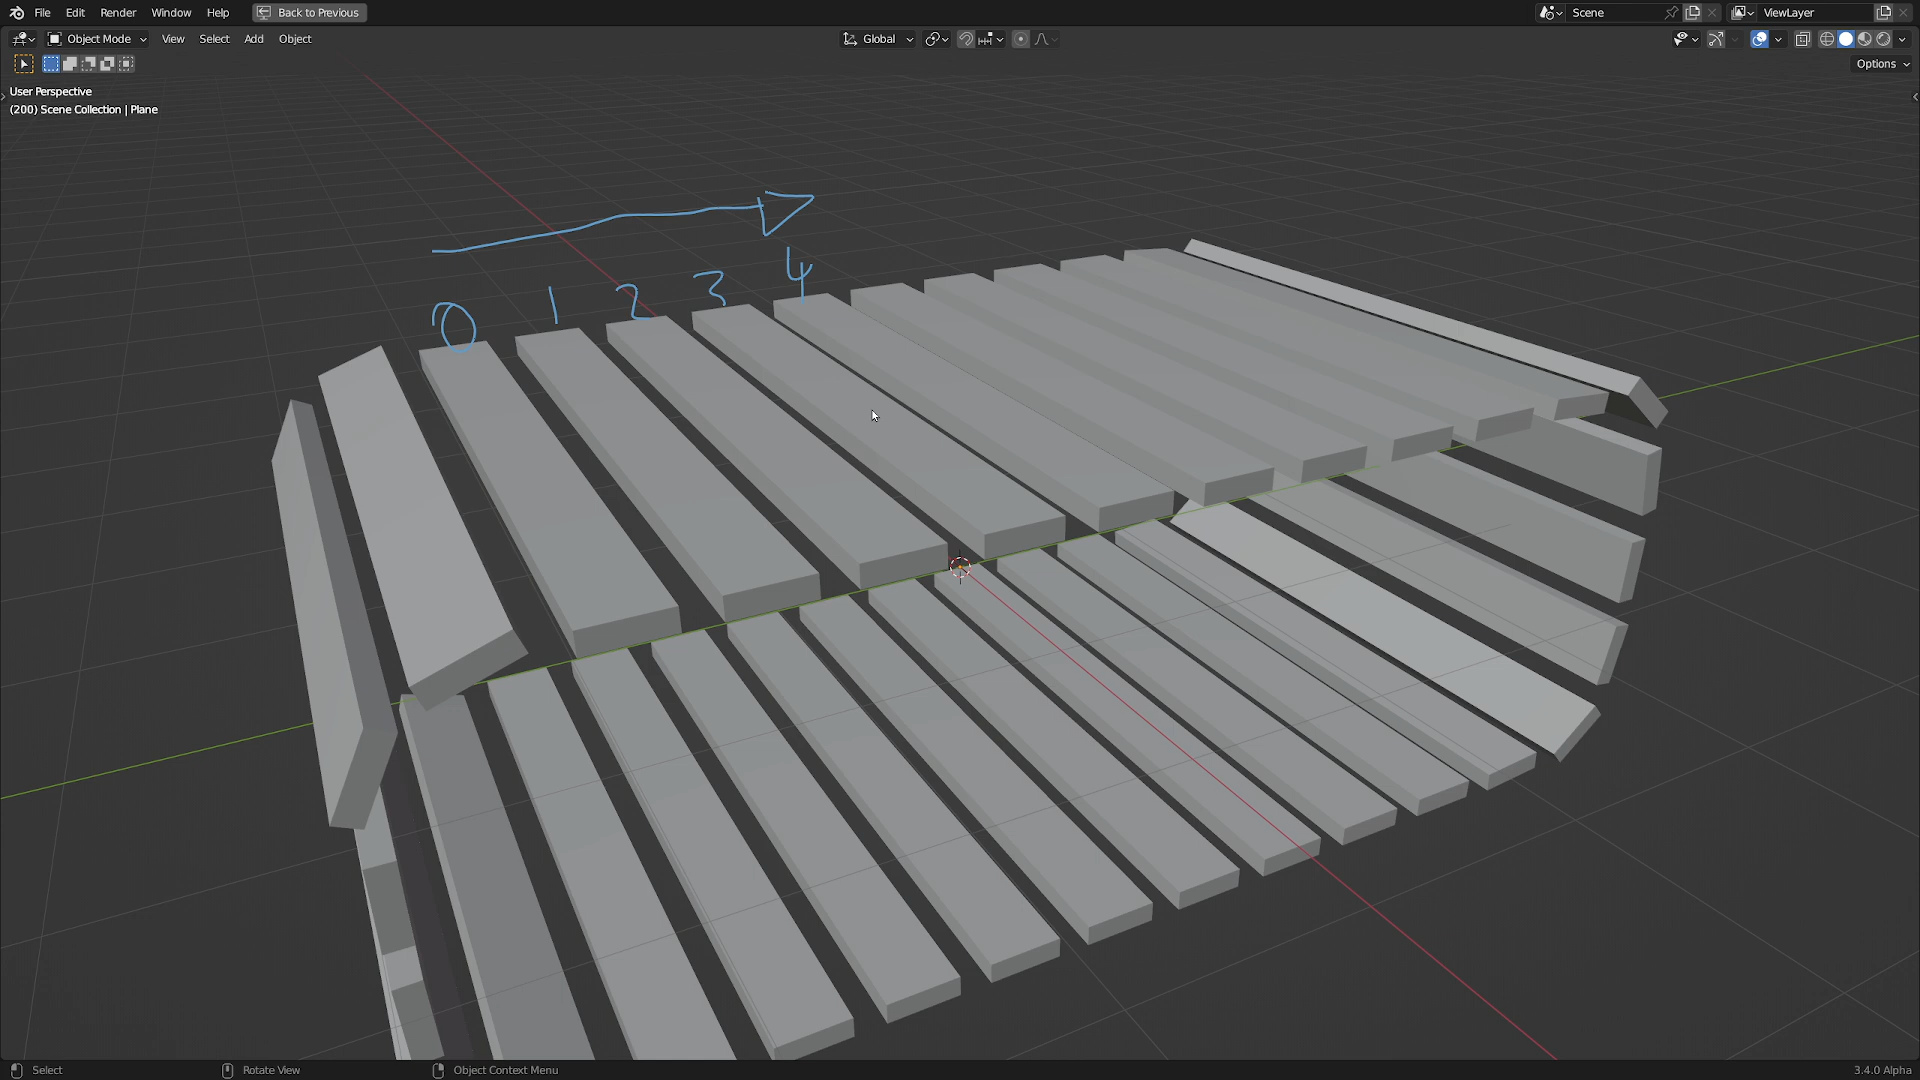 File Edit Render Window Help Back to Previous Scene ViewLayer
Object Mode View Select Add Object Global
Options
User Perspective
(200) Scene Collection | Plane
0 1 2 3 4
Select Rotate View Object Context Menu 3.4.0 Alpha